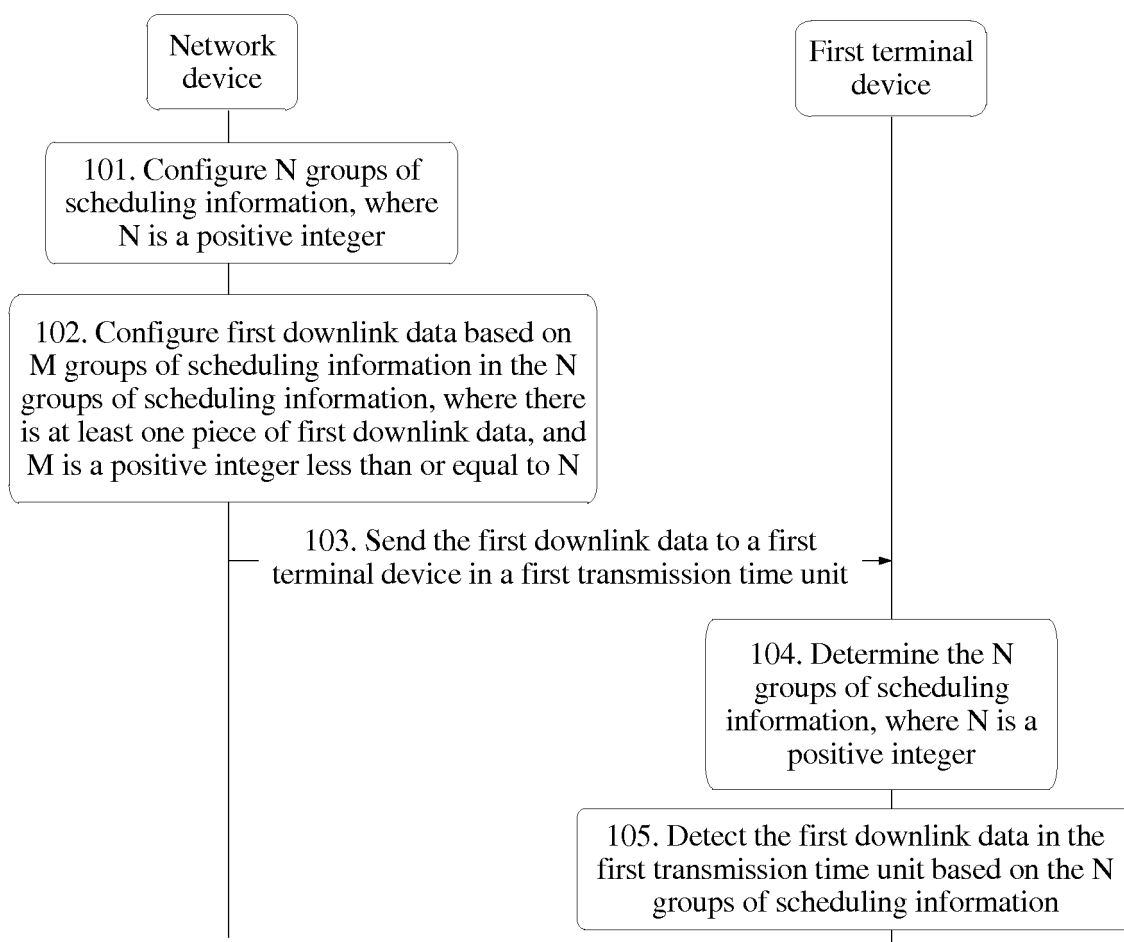 Network
device
First terminal
device
101. Configure N groups of
scheduling information, where
N is a positive integer
102. Configure first downlink data based on
M groups of scheduling information in the N
groups of scheduling information, where there
is at least one piece of first downlink data, and
M is a positive integer less than or equal to N
103. Send the first downlink data to a first
terminal device in a first transmission time unit
104. Determine the N
groups of scheduling
information, where N is a
positive integer
105. Detect the first downlink data in the
first transmission time unit based on the N
groups of scheduling information